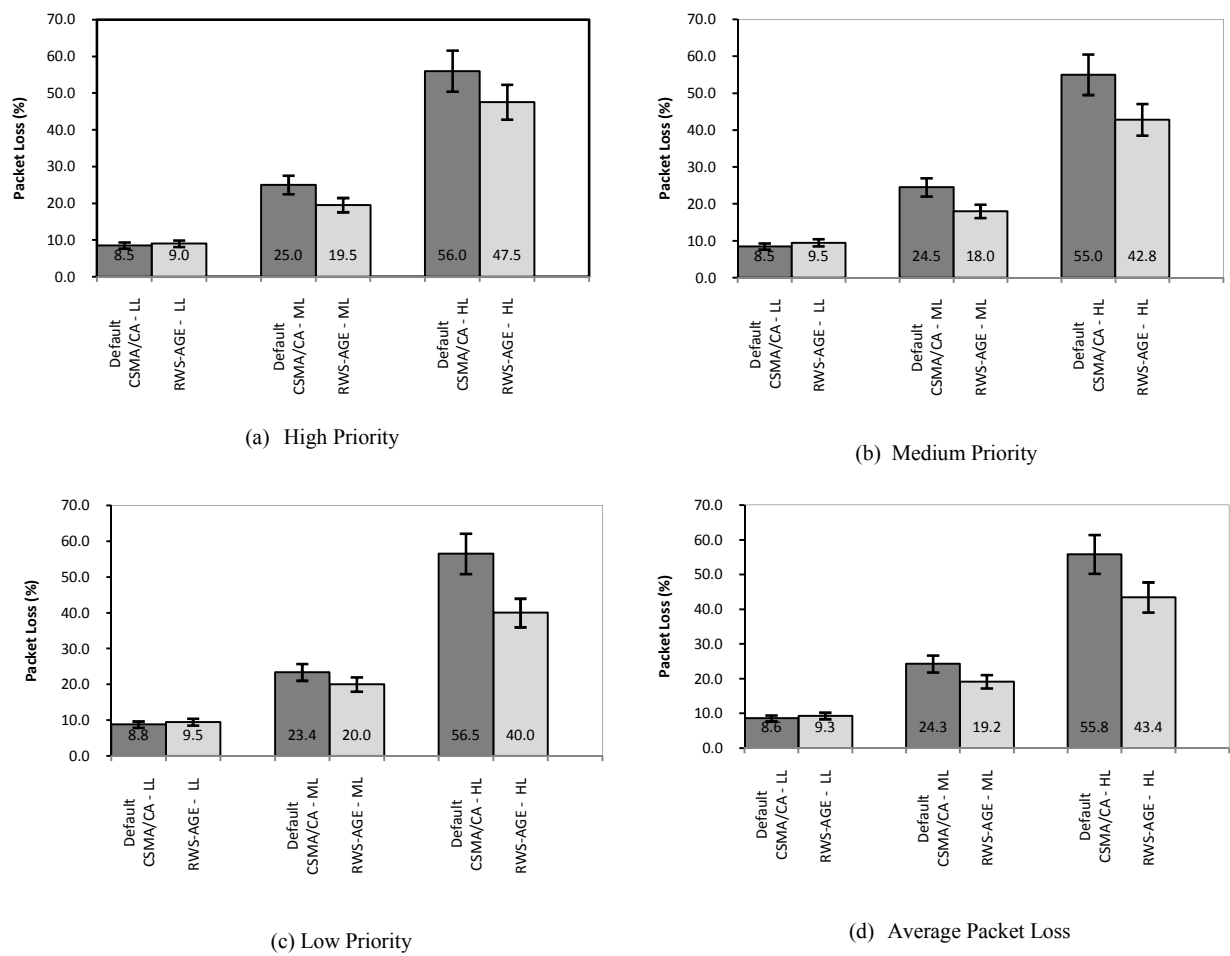 70.0
60.0
50.0
40.0
30.0
20.0
10.0
0.0
Packet Loss (%)
8.5
9.0
25.0
19.5
56.0
47.5
Default
CSMA/CA - LL
RWS-AGE - LL
Default
CSMA/CA - ML
RWS-AGE - ML
Default
CSMA/CA - HL
RWS-AGE - HL
(a) High Priority
70.0
60.0
50.0
40.0
30.0
20.0
10.0
0.0
Packet Loss (%)
8.5
9.5
24.5
18.0
55.0
42.8
Default
CSMA/CA - LL
RWS-AGE - LL
Default
CSMA/CA - ML
RWS-AGE - ML
Default
CSMA/CA - HL
RWS-AGE - HL
(b) Medium Priority
70.0
60.0
50.0
40.0
30.0
20.0
10.0
0.0
Packet Loss (%)
8.8
9.5
23.4
20.0
56.5
40.0
Default
CSMA/CA - LL
RWS-AGE - LL
Default
CSMA/CA - ML
RWS-AGE - ML
Default
CSMA/CA - HL
RWS-AGE - HL
(c) Low Priority
70.0
60.0
50.0
40.0
30.0
20.0
10.0
0.0
Packet Loss (%)
8.6
9.3
24.3
19.2
55.8
43.4
Default
CSMA/CA - LL
RWS-AGE - LL
Default
CSMA/CA - ML
RWS-AGE - ML
Default
CSMA/CA - HL
RWS-AGE - HL
(d) Average Packet Loss